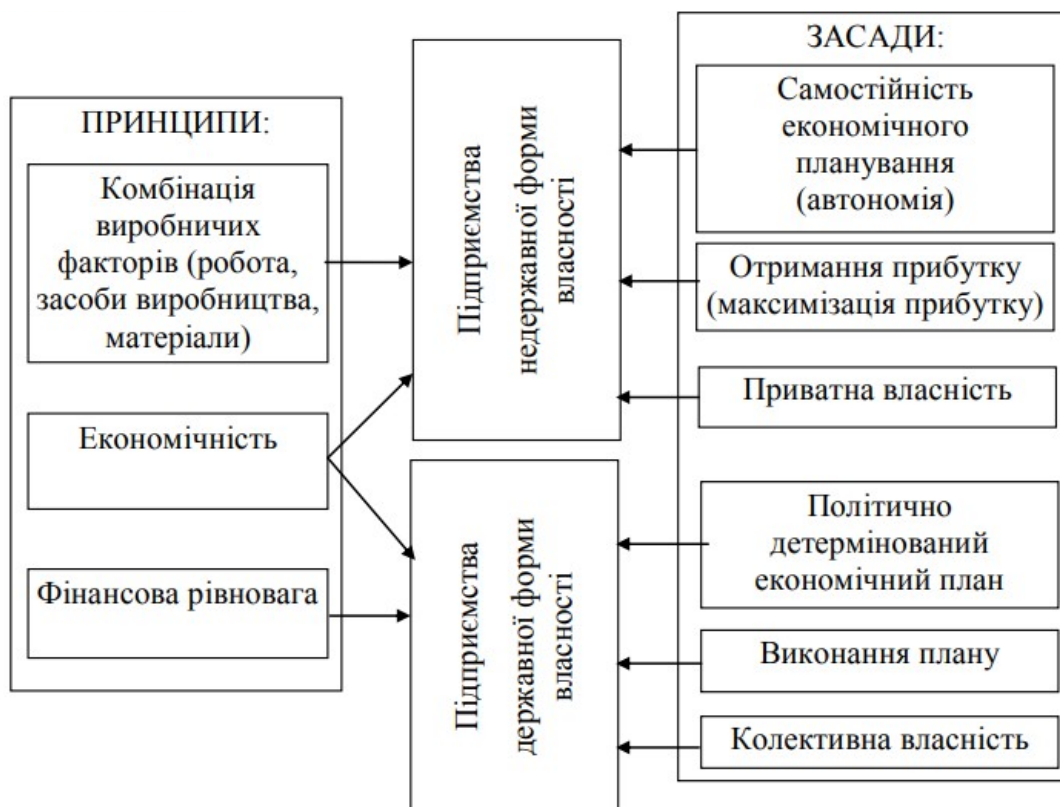 ПРИНЦИПИ:
Комбінація
виробничих
факторів (робота,
засоби виробництва,
матеріали)
Економічність
Фінансова рівновага
Підприємства
недержавної форми
власності
Підприємства
державної форми
власності
ЗАСАДИ:
Самостійність
економічного
планування
(автономія)
Отримання прибутку
(максимізація прибутку)
Приватна власність
Політично
детермінований
економічний план
Виконання плану
Колективна власність